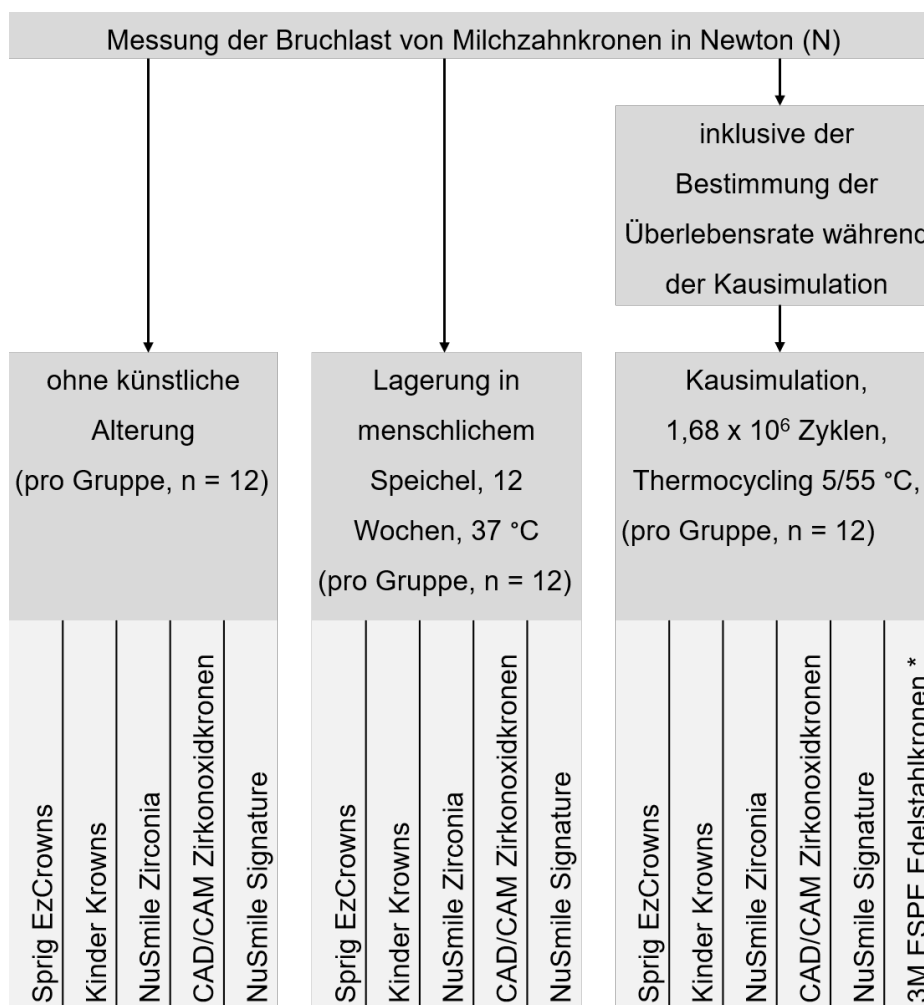 Messung der Bruchlast von Milchzahnkronen in Newton (N)
inklusive der
Bestimmung der
Überlebensrate während
der Kausimulation
ohne künstliche
Alterung
(pro Gruppe, n = 12)
Lagerung in
menschlichem
Speichel, 12
Wochen, 37 °C
(pro Gruppe, n = 12)
Kausimulation,
1,68 x 10⁶ Zyklen,
Thermocycling 5/55 °C,
(pro Gruppe, n = 12)
Sprig EzCrowns
Kinder Krowns
NuSmile Zirconia
CAD/CAM Zirkonoxidkronen
NuSmile Signature
Sprig EzCrowns
Kinder Krowns
NuSmile Zirconia
CAD/CAM Zirkonoxidkronen
NuSmile Signature
Sprig EzCrowns
Kinder Krowns
NuSmile Zirconia
CAD/CAM Zirkonoxidkronen
NuSmile Signature
3M ESPE Edelstahlkronen *